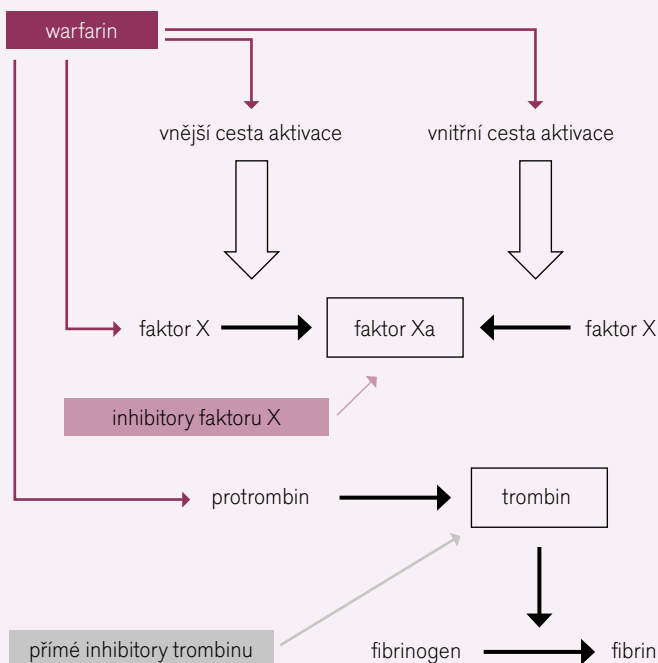 warfarin
vnější cesta aktivace
vnitřní cesta aktivace
faktor X
faktor Xa
faktor X
inhibitory faktoru X
protrombin
trombin
přímé inhibitory trombinu
fibrinogen
fibrin